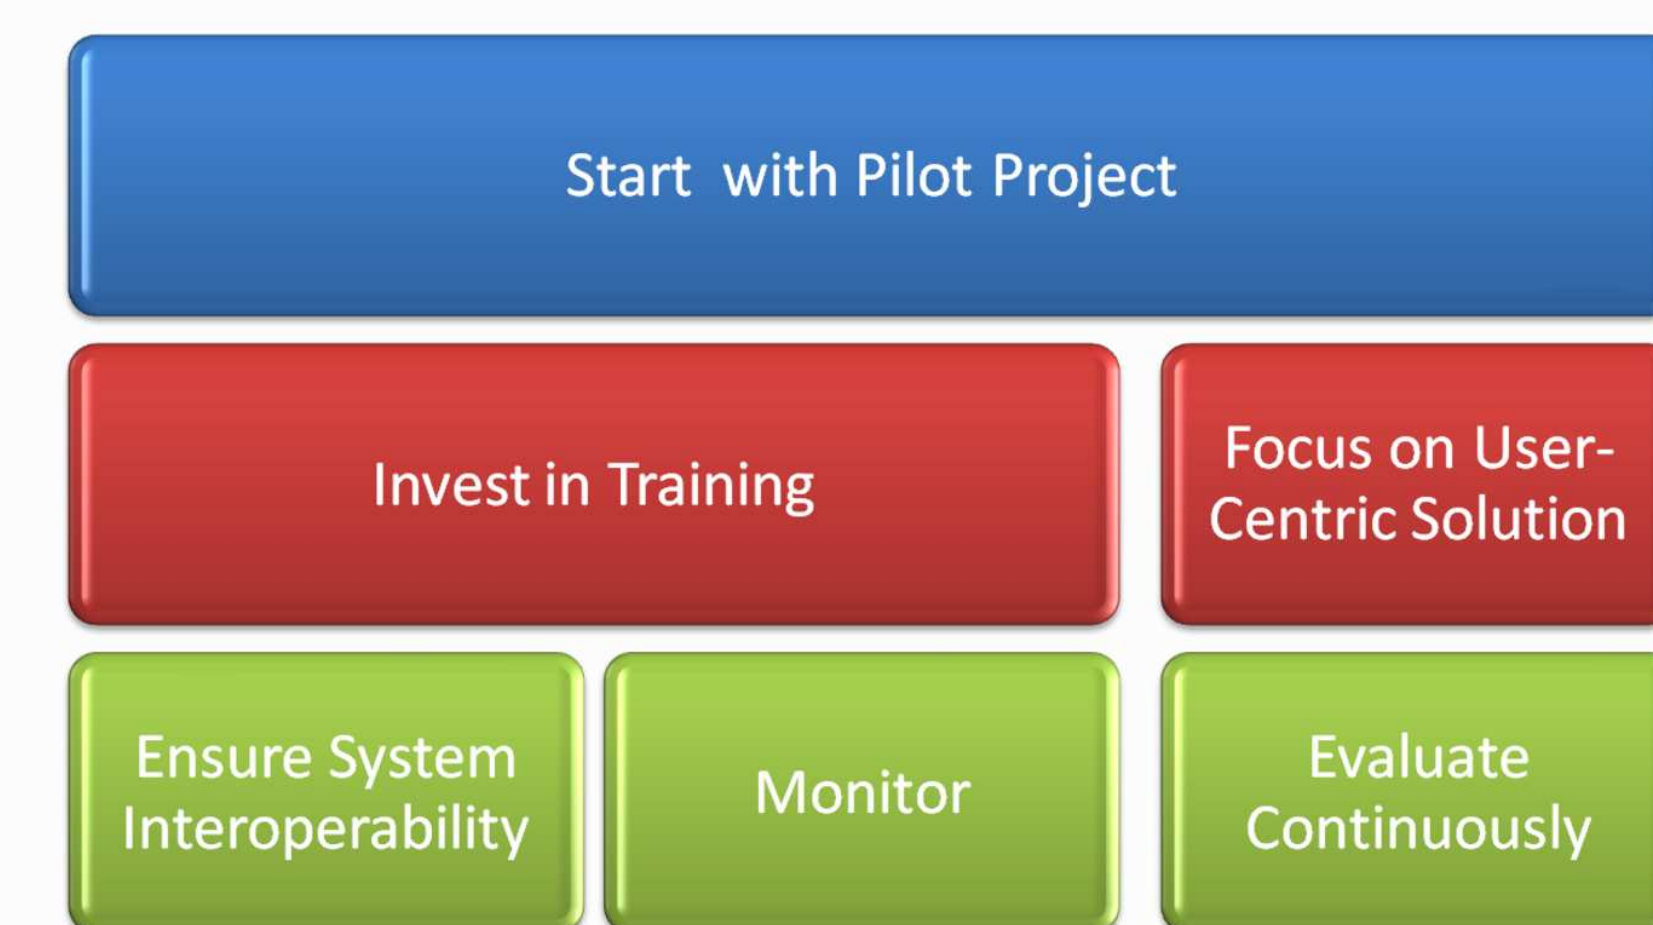 Start with Pilot Project
Invest in Training
Focus on User-
Centric Solution
Ensure System
Interoperability
Monitor
Evaluate
Continuously